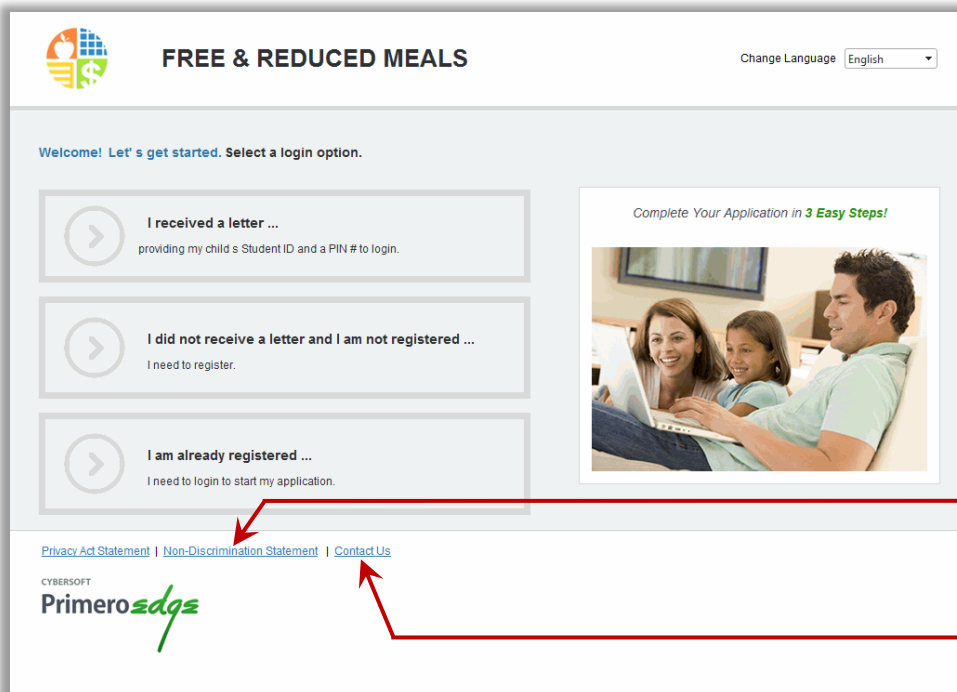 FREE & REDUCED MEALS
Change Language English
Welcome! Let' s get started. Select a login option.
I received a letter ...
providing my child s Student ID and a PIN # to login.
I did not receive a letter and I am not registered ...
I need to register.
I am already registered ...
I need to login to start my application.
Complete Your Application in 3 Easy Steps!
Privacy Act Statement | Non-Discrimination Statement | Contact Us
CYBERSOFT
Primeroedge